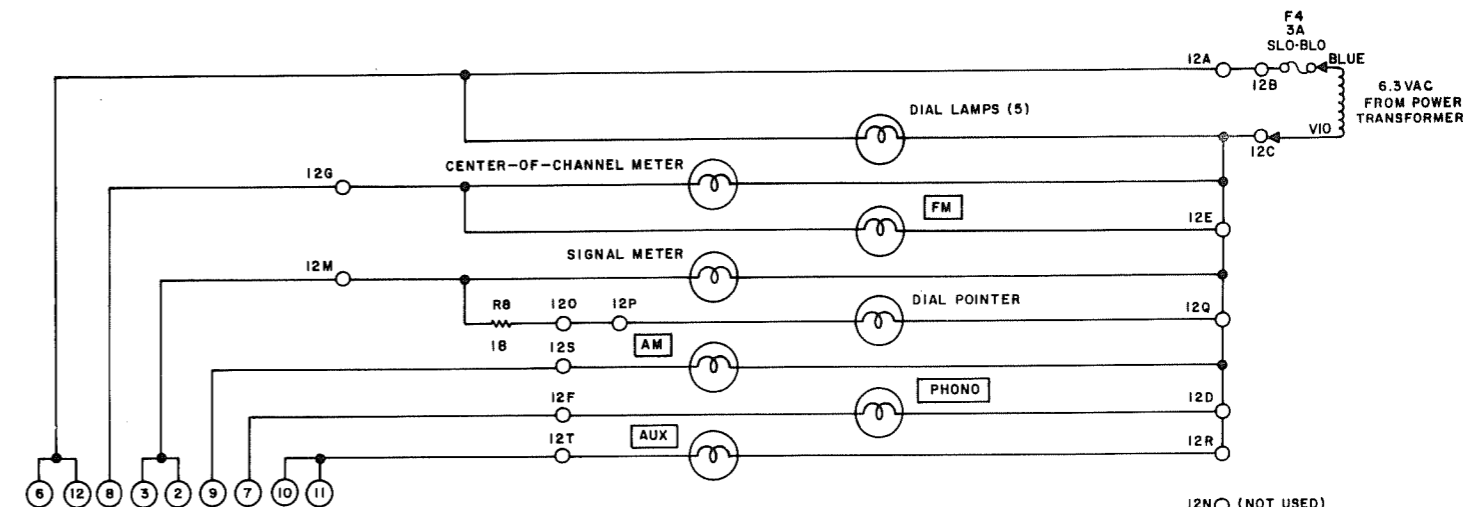 F4
3A
SLO-BLO
12A
12B
BLUE
6.3VAC
FROM POWER
TRANSFORMER
DIAL LAMPS (5)
VIO
12C
CENTER-OF-CHANNEL METER
12G
FM
12E
SIGNAL METER
12M
DIAL POINTER
R8
12O
12P
12Q
18
12S
AM
12F
PHONO
12D
12T
AUX
12R
6
12
8
3
2
9
7
10
11
12N (NOT USED)